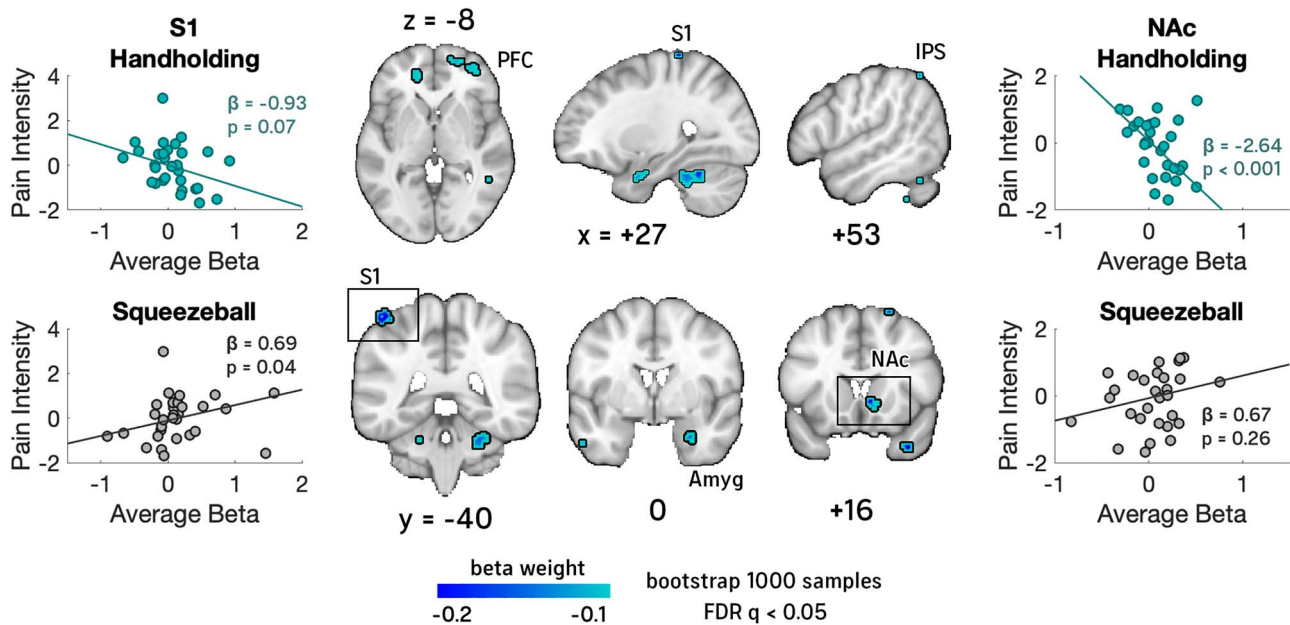 S1
Handholding
4
2
0
-2
Pain Intensity
β = -0.93
p = 0.07
-1
0
1
2
Average Beta
z = -8
PFC
S1
x = +27
IPS
+53
NAc
Handholding
2
0
-2
Pain Intensity
β = -2.64
p < 0.001
-1
0
1
Average Beta
Squeezeball
4
2
0
-2
Pain Intensity
β = 0.69
p = 0.04
-1
0
1
2
Average Beta
S1
y = -40
Amyg
0
NAc
+16
Squeezeball
2
0
-2
Pain Intensity
β = 0.67
p = 0.26
-1
0
1
Average Beta
beta weight
-0.2
-0.1
bootstrap 1000 samples
FDR q < 0.05